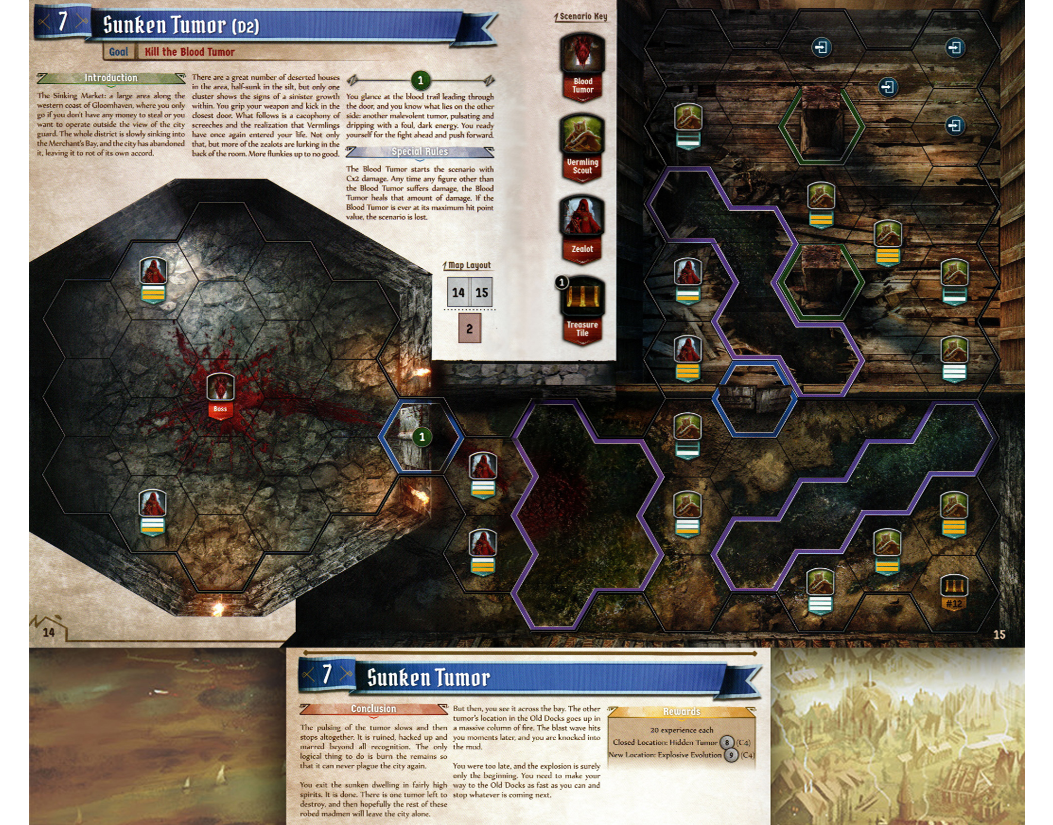 7 Sunken Tumor (D2)
Goal Kill the Blood Tumor
Introduction
The Sinking Market: a large area along the
western coast of Gloomhaven, where you only
go if you don't have any money to steal or you
want to operate outside the view of the city
guard. The whole district is slowly sinking into
the Merchant's Bay, and the city has abandoned
it, leaving it to rot of its own accord.
There are a great number of deserted houses
in the area, half-sunk in the silt, but only one
cluster shows the signs of a sinister growth
within. You grip your weapon and kick in the
closest door. What follows is a cacophony of
screeches and the realization that Vermlings
have once again entered your life. Not only
that, but more of the zealots are lurking in the
back of the room. More flunkies up to no good.
1
You glance at the blood trail leading through
the door, and you know what lies on the other
side: another malevolent tumor, pulsating and
dripping with a foul, dark energy. You ready
yourself for the fight ahead and push forward.
Special Rules
The Blood Tumor starts the scenario with
Cx2 damage. Any time any figure other than
the Blood Tumor suffers damage, the Blood
Tumor heals that amount of damage. If the
Blood Tumor is ever at its maximum hit point
value, the scenario is lost.
Map Layout
14 15
2
Scenario Key
Blood
Tumor
Vermling
Scout
Zealot
1
Treasure
Tile
Boss
1
#12
14
15
7 Sunken Tumor
Conclusion
The pulsing of the tumor slows and then
stops altogether. It is ruined, hacked up and
marred beyond all recognition. The only
logical thing to do is burn the remains so
that it can never plague the city again.
You exit the sunken dwelling in fairly high
spirits. It is done. There is one tumor left to
destroy, and then hopefully the rest of these
robed madmen will leave the city alone.
But then, you see it across the bay. The other
tumor's location in the Old Docks goes up in
a massive column of fire. The blast wave hits
you moments later, and you are knocked into
the mud.
You were too late, and the explosion is surely
only the beginning. You need to make your
way to the Old Docks as fast as you can and
stop whatever is coming next.
Rewards
20 experience each
Closed Location: Hidden Tumor 8 (C4)
New Location: Explosive Evolution 9 (C4)